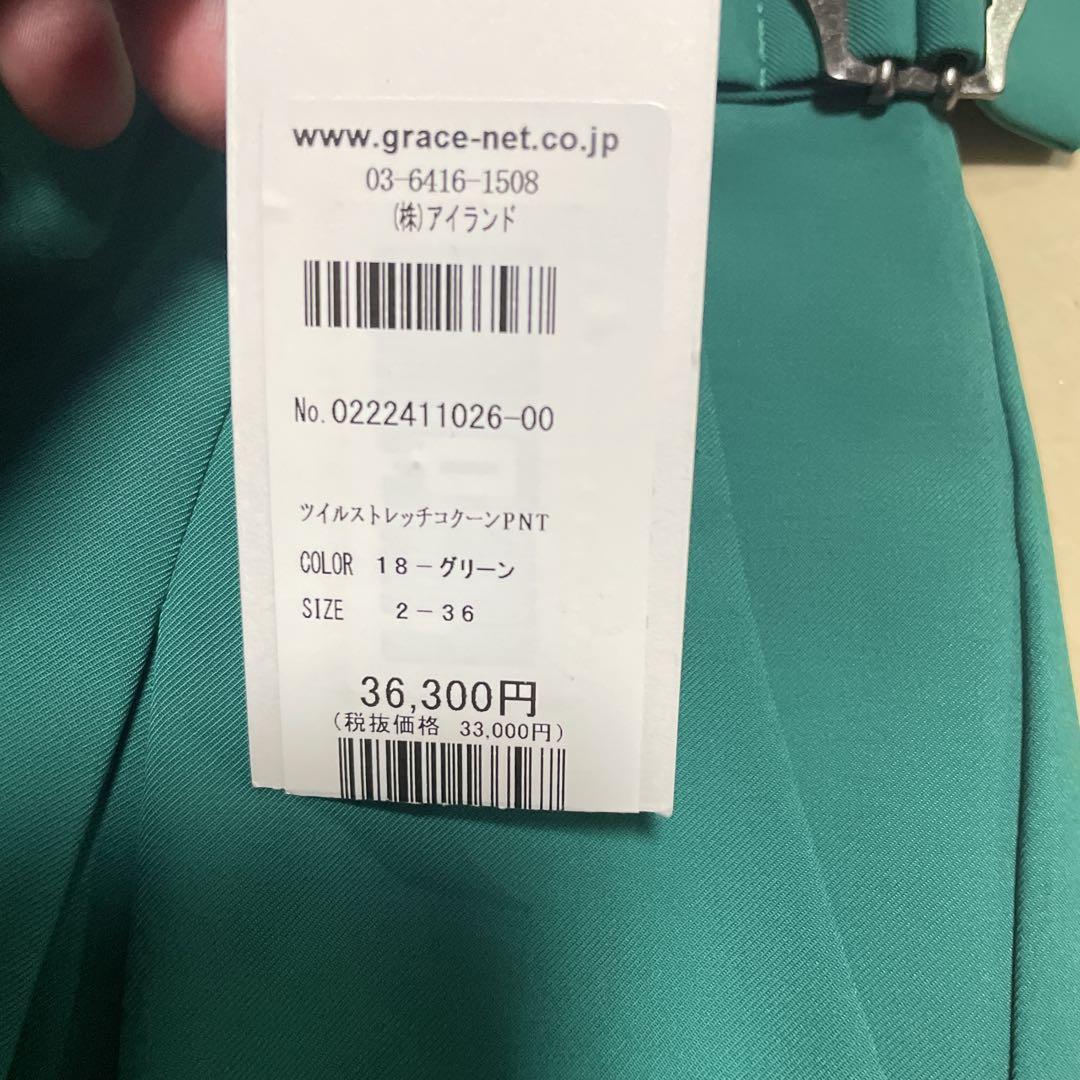 www.grace-net.co.jp
03-6416-1508
(株)アイランド
No.0222411026-00
ツイルストレッチコクーンPNT
COLOR 18-グリーン
SIZE 2-36
36,300円
(税抜価格 33,000円)